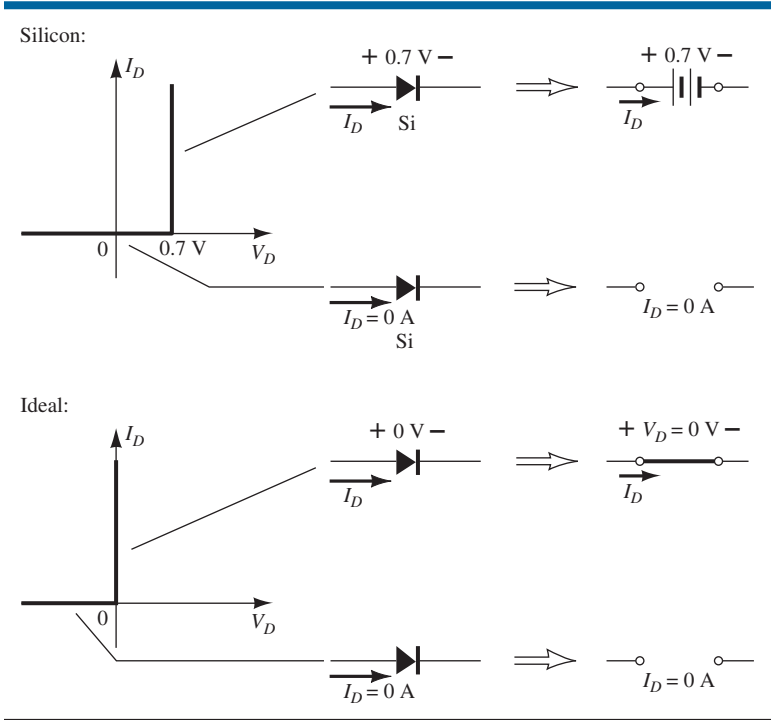 Silicon:
I_D
+ 0.7 V −
+ 0.7 V −
I_D
Si
I_D
0
0.7 V
V_D
I_D = 0 A
Si
I_D = 0 A
Ideal:
I_D
+ 0 V −
+ V_D = 0 V −
I_D
I_D
0
V_D
I_D = 0 A
I_D = 0 A